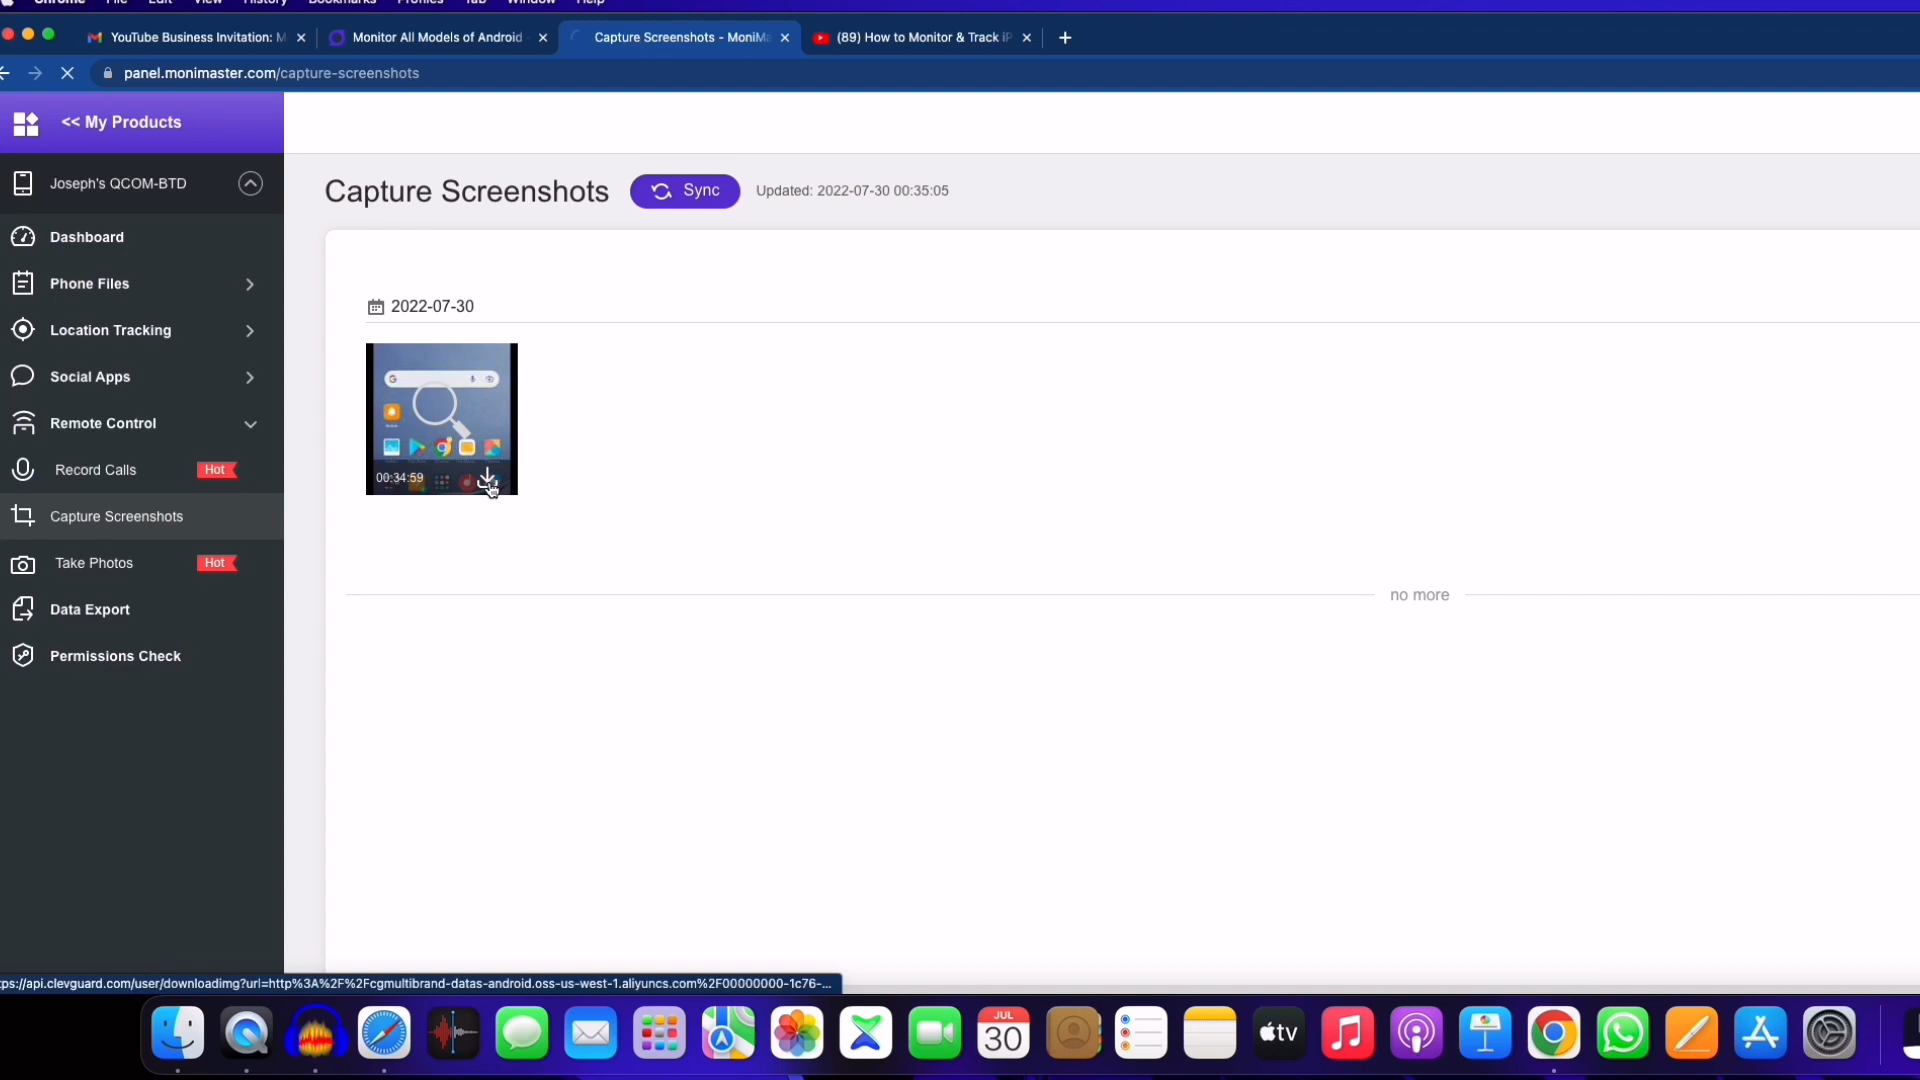 Chrome File Edit View History Bookmarks Profiles Tab Window Help
YouTube Business Invitation: M
Monitor All Models of Android
Capture Screenshots - MoniMa
(89) How to Monitor & Track iP
panel.monimaster.com/capture-screenshots
<< My Products
Joseph's QCOM-BTD
Capture Screenshots
Sync
Updated: 2022-07-30 00:35:05
Dashboard
Phone Files
Location Tracking
Social Apps
Remote Control
Record Calls Hot
Capture Screenshots
Take Photos Hot
Data Export
Permissions Check
2022-07-30
00:34:59
no more
ps://api.clevguard.com/user/downloadimg?url=http%3A%2F%2Fcgmultibrand-datas-android.oss-us-west-1.aliyuncs.com%2F00000000-1c76-...
JUL
30
tv